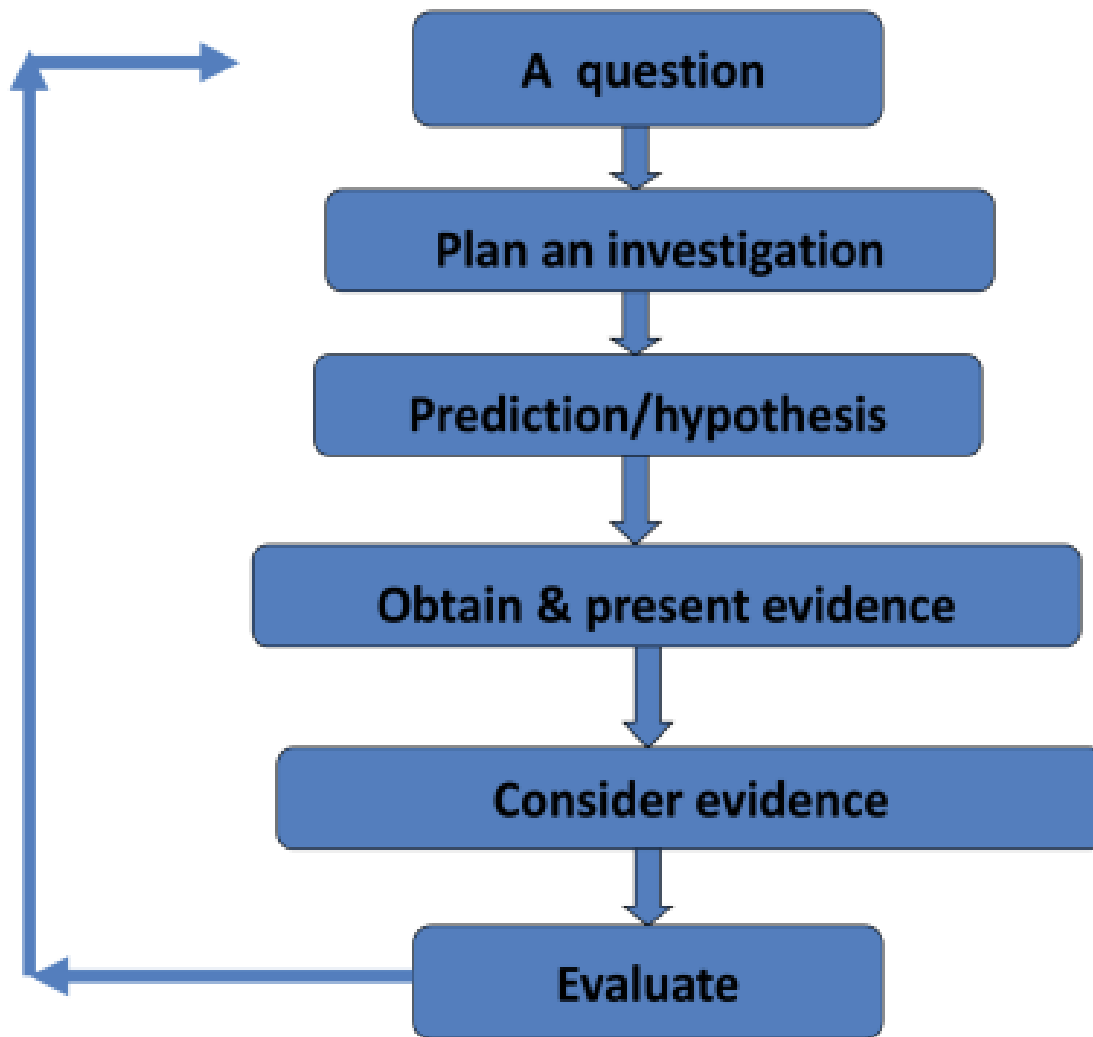 A question
Plan an investigation
Prediction/hypothesis
Obtain & present evidence
Consider evidence
Evaluate